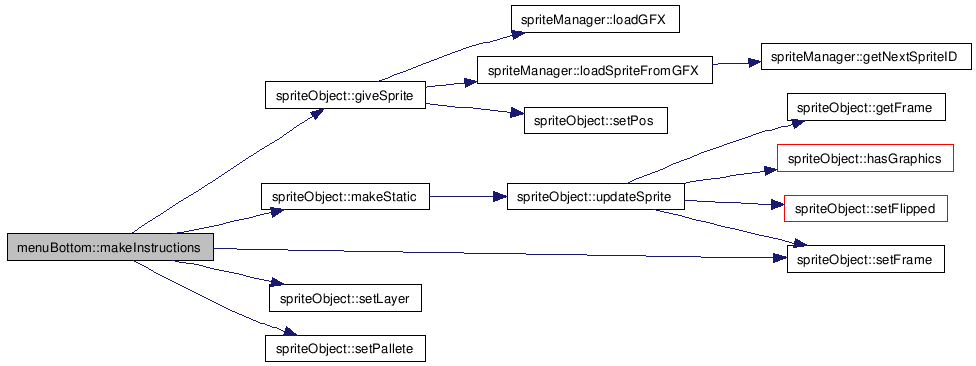 spriteManager::loadGFX
spriteManager::getNextSpriteID
spriteManager::loadSpriteFromGFX
spriteObject::giveSprite
spriteObject::getFrame
spriteObject::setPos
spriteObject::hasGraphics
spriteObject::makeStatic
spriteObject::updateSprite
spriteObject::setFlipped
menuBottom::makeInstructions
spriteObject::setFrame
spriteObject::setLayer
spriteObject::setPallete